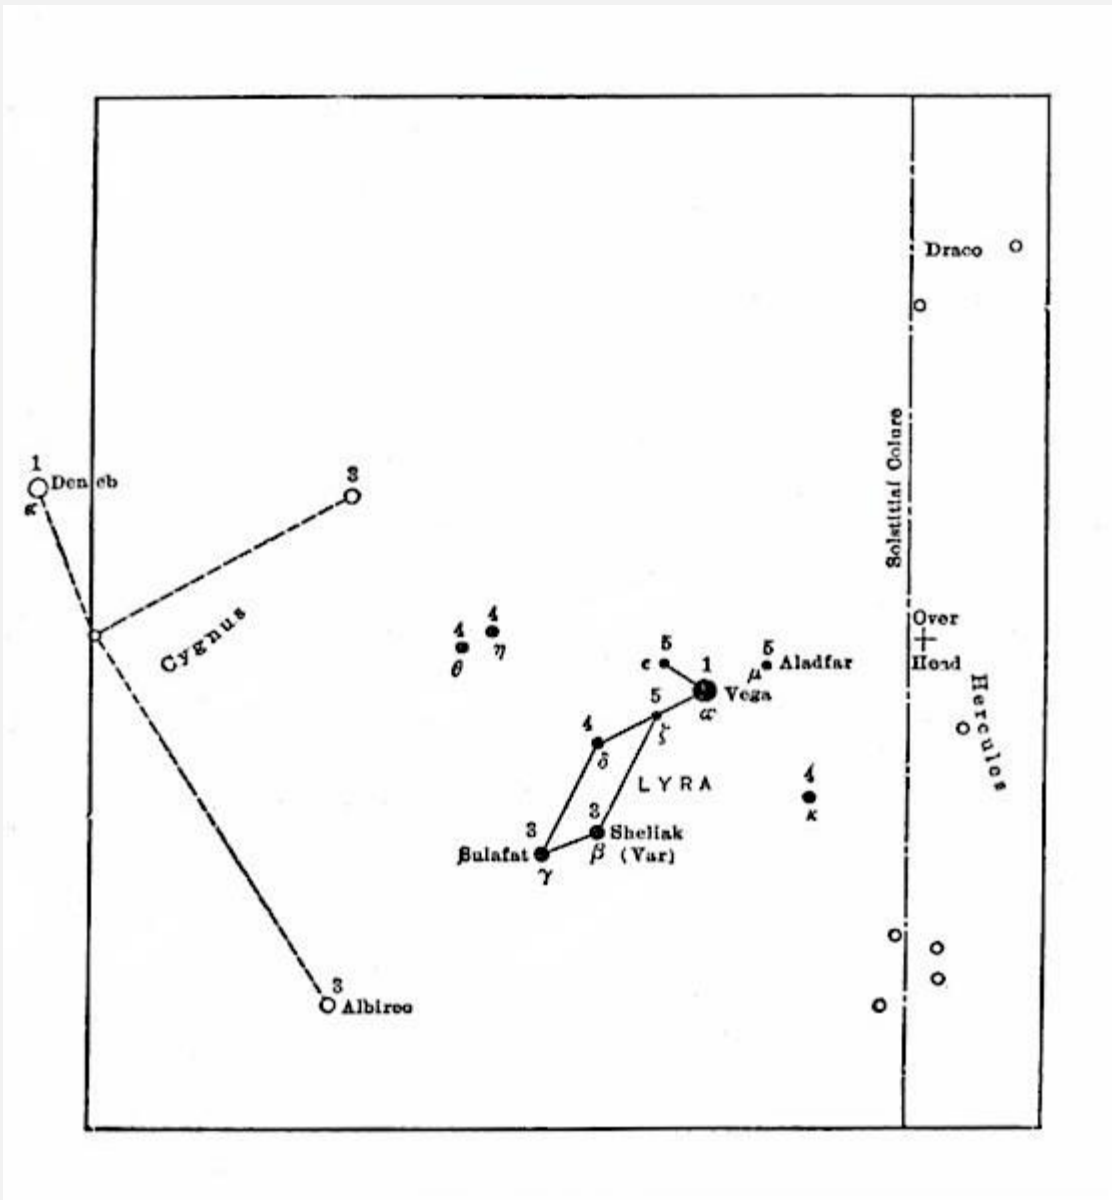 Draco
Solstitial Colure
1
Deneb
α
3
Cygnus
4
θ
4
η
5
ε
1
Vega
α
5
μ
Aladfar
Over
Head
Hercules
5
ζ
4
δ
LYRA
4
κ
3
Sulafat
γ
3
Sheliak
β (Var)
3
Albireo